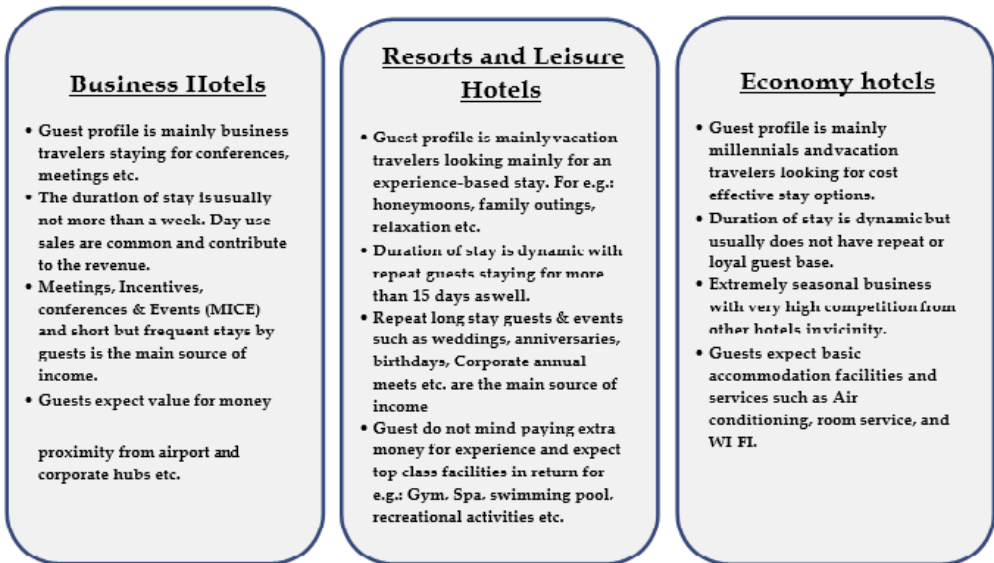 Business Hotels
• Guest profile is mainly business
travelers staying for conferences,
meetings etc.
• The duration of stay is usually
not more than a week. Day use
sales are common and contribute
to the revenue.
• Meetings, Incentives,
conferences & Events (MICE)
and short but frequent stays by
guests is the main source of
income.
• Guests expect value for money
proximity from airport and
corporate hubs etc.
Resorts and Leisure
Hotels
• Guest profile is mainly vacation
travelers looking mainly for an
experience-based stay. For e.g.:
honeymoons, family outings,
relaxation etc.
• Duration of stay is dynamic with
repeat guests staying for more
than 15 days as well.
• Repeat long stay guests & events
such as weddings, anniversaries,
birthdays, Corporate annual
meets etc. are the main source of
income
• Guest do not mind paying extra
money for experience and expect
top class facilities in return for
e.g.: Gym, Spa, swimming pool,
recreational activities etc.
Economy hotels
• Guest profile is mainly
millennials and vacation
travelers looking for cost
effective stay options.
• Duration of stay is dynamic but
usually does not have repeat or
loyal guest base.
• Extremely seasonal business
with very high competition from
other hotels in vicinity.
• Guests expect basic
accommodation facilities and
services such as Air
conditioning, room service, and
WI FI.